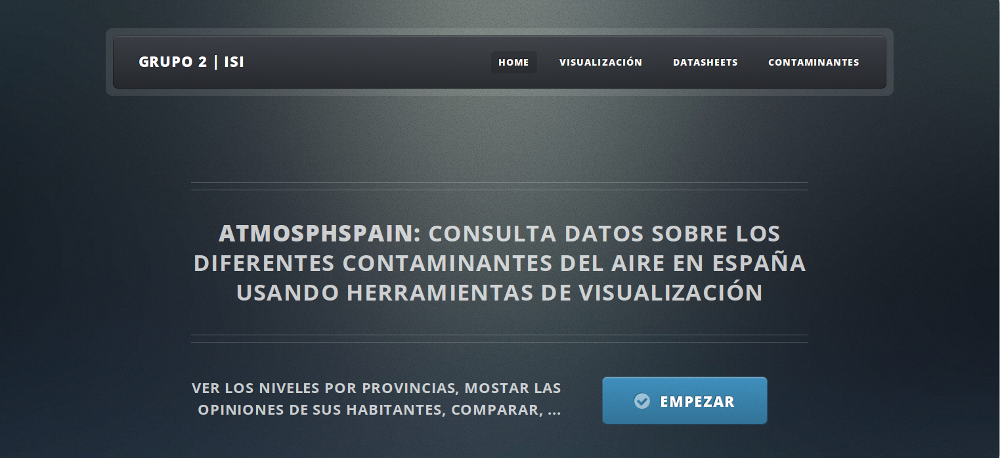 GRUPO 2 | ISI
HOME
VISUALIZACIÓN
DATASHEETS
CONTAMINANTES
ATMOSPHSPAIN: CONSULTA DATOS SOBRE LOS
DIFERENTES CONTAMINANTES DEL AIRE EN ESPAÑA
USANDO HERRAMIENTAS DE VISUALIZACIÓN
VER LOS NIVELES POR PROVINCIAS, MOSTAR LAS
OPINIONES DE SUS HABITANTES, COMPARAR, ...
EMPEZAR